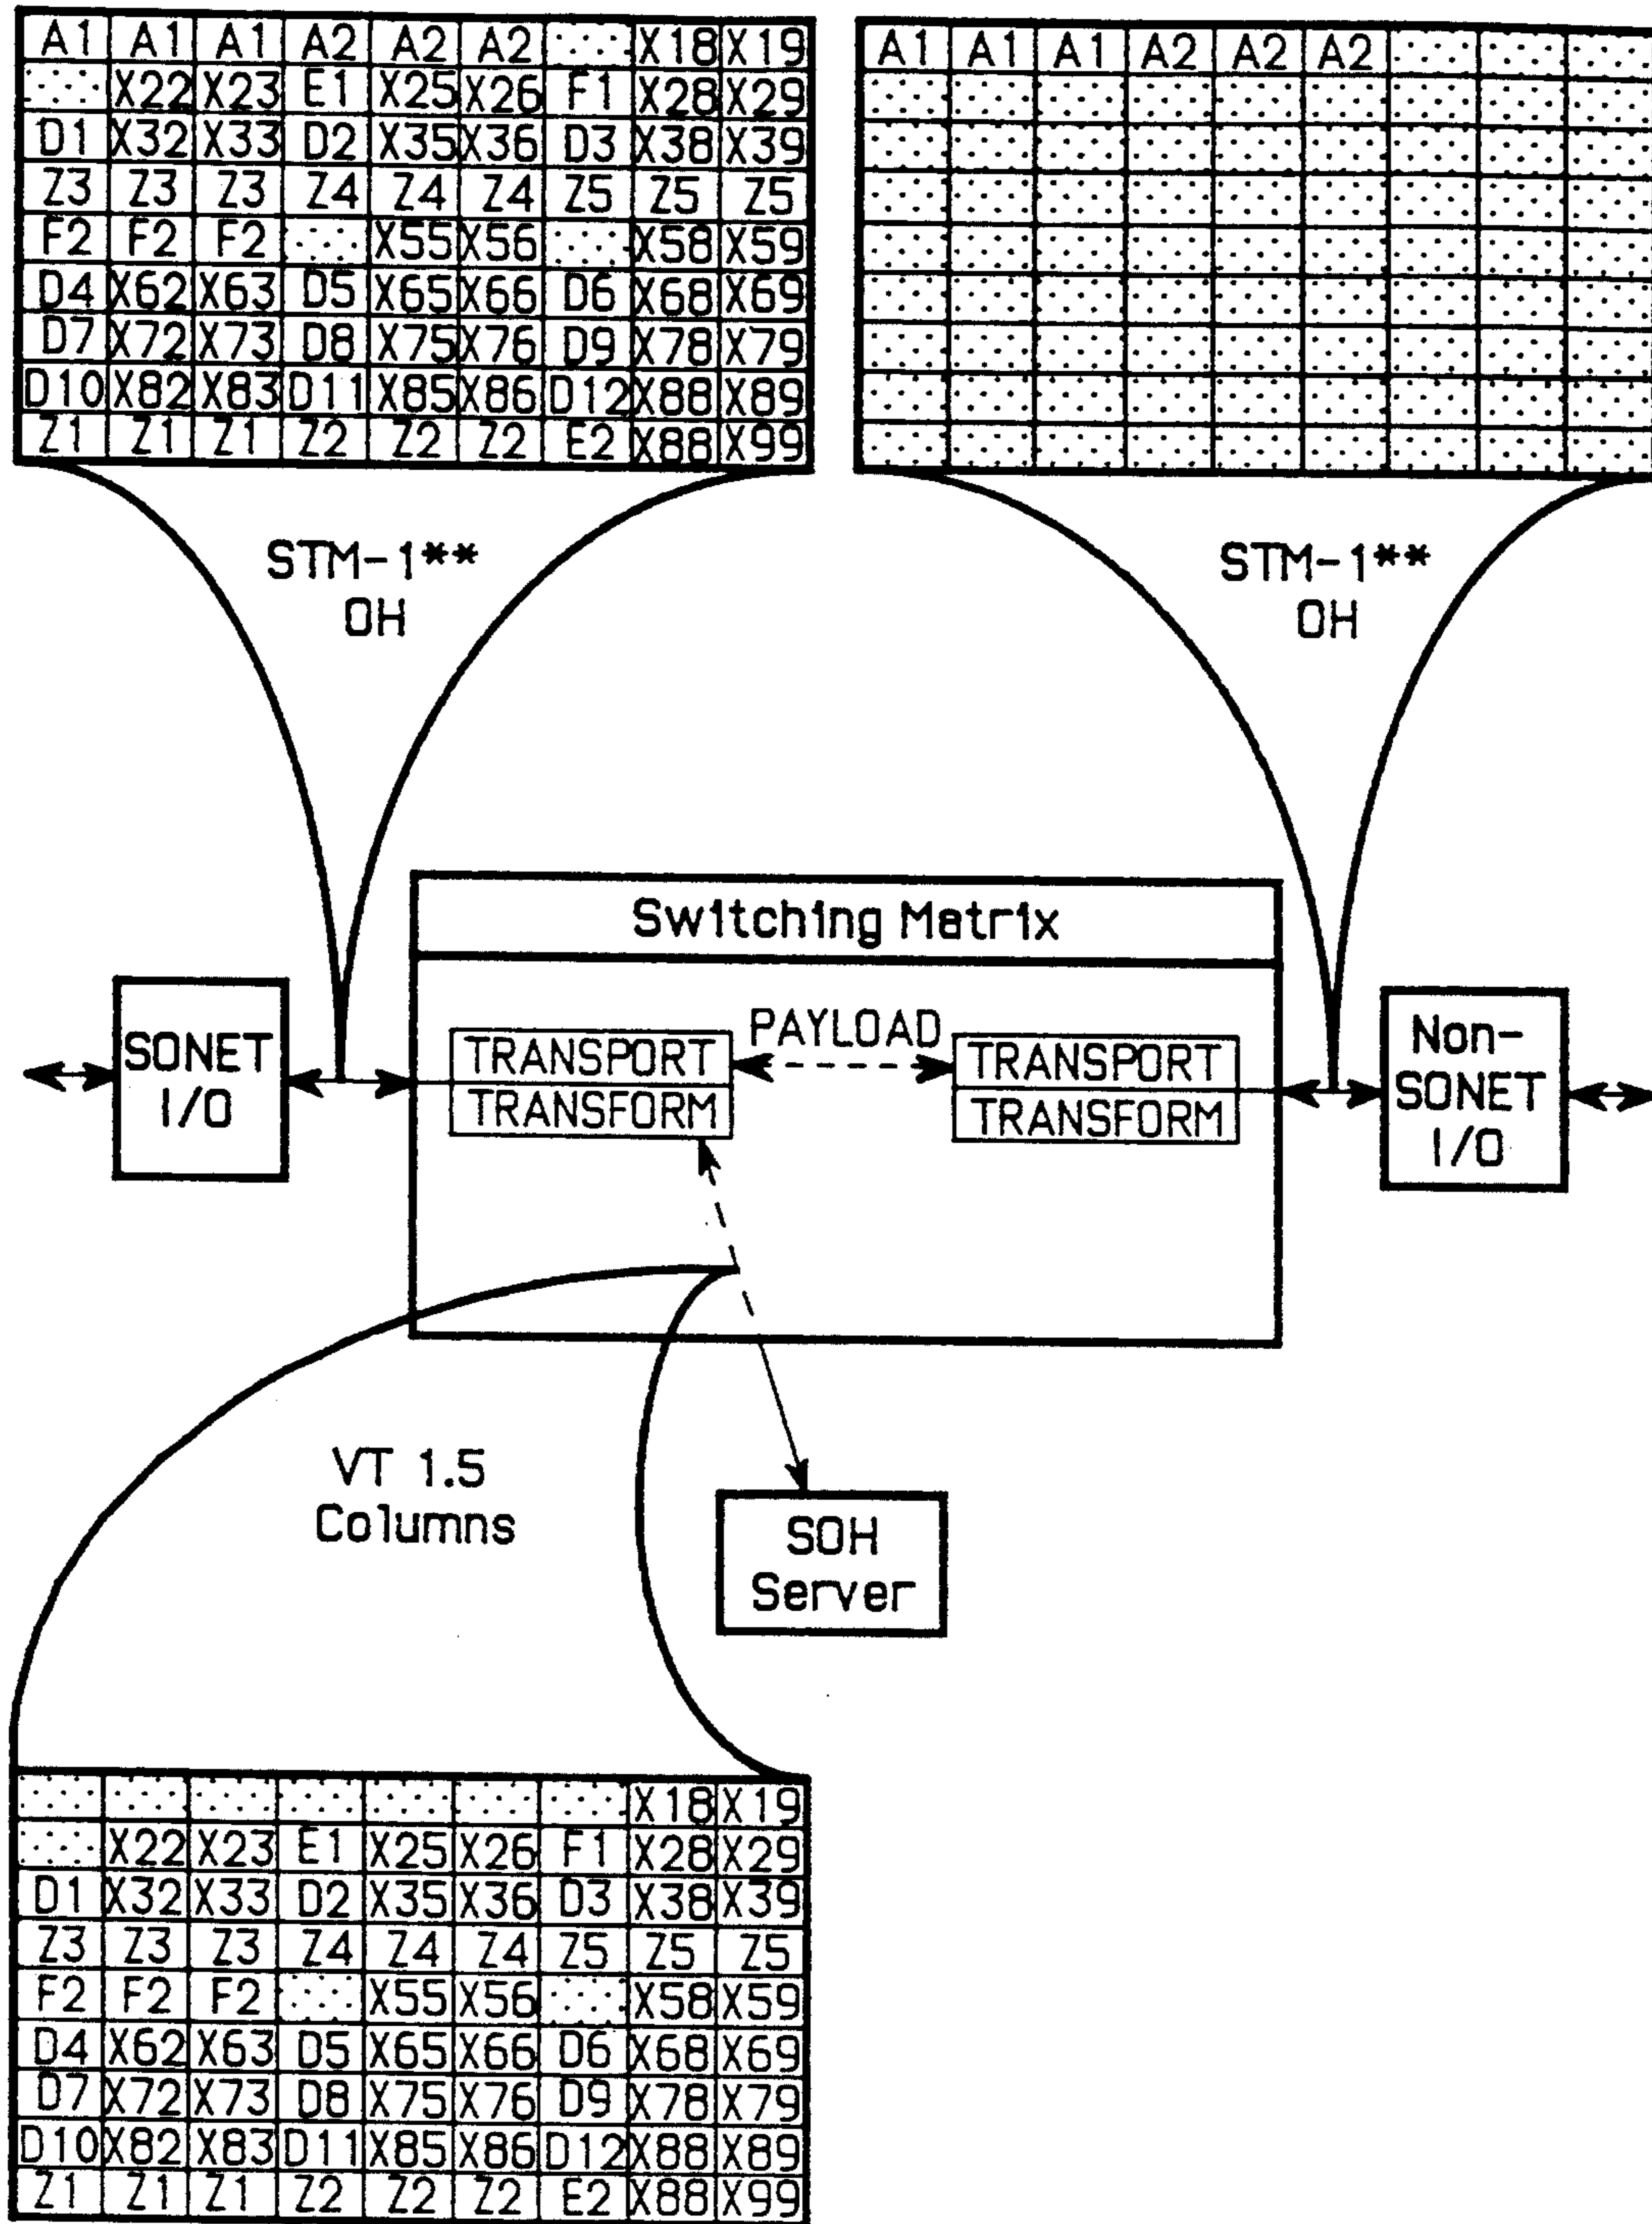 A1 A1 A1 A2 A2 A2 X18 X19
X22 X23 E1 X25 X26 F1 X28 X29
D1 X32 X33 D2 X35 X36 D3 X38 X39
Z3 Z3 Z3 Z4 Z4 Z4 Z5 Z5 Z5
F2 F2 F2 X55 X56 X58 X59
D4 X62 X63 D5 X65 X66 D6 X68 X69
D7 X72 X73 D8 X75 X76 D9 X78 X79
D10 X82 X83 D11 X85 X86 D12 X88 X89
Z1 Z1 Z1 Z2 Z2 Z2 E2 X88 X99
A1 A1 A1 A2 A2 A2
STM-1**
OH
STM-1**
OH
Switching Matrix
SONET
I/O
TRANSPORT
TRANSFORM
PAYLOAD
TRANSPORT
TRANSFORM
Non-
SONET
I/O
VT 1.5
Columns
SOH
Server
X18 X19
X22 X23 E1 X25 X26 F1 X28 X29
D1 X32 X33 D2 X35 X36 D3 X38 X39
Z3 Z3 Z3 Z4 Z4 Z4 Z5 Z5 Z5
F2 F2 F2 X55 X56 X58 X59
D4 X62 X63 D5 X65 X66 D6 X68 X69
D7 X72 X73 D8 X75 X76 D9 X78 X79
D10 X82 X83 D11 X85 X86 D12 X88 X89
Z1 Z1 Z1 Z2 Z2 Z2 E2 X88 X99